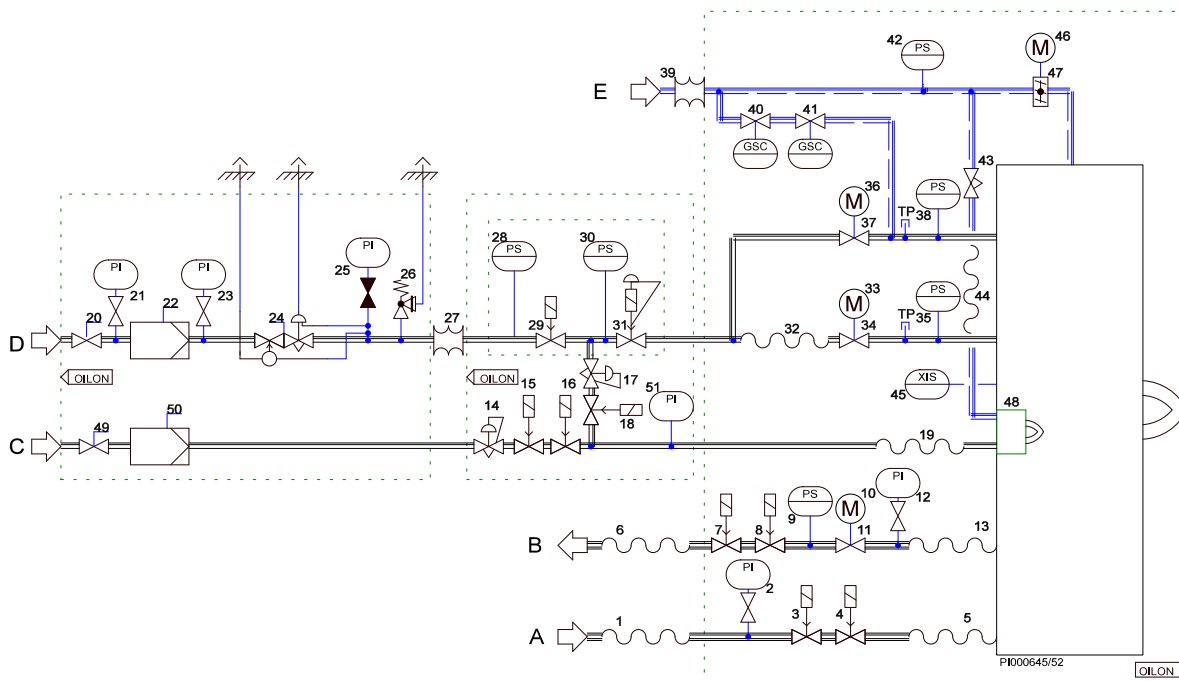 46
M
42
PS
47
39
E
40
41
GSC
GSC
43
36
M
PS
TP
37
38
28
PS
30
PS
PI
25
26
PI
21
PI
23
22
20
24
27
29
31
33
M
PS
TP
44
32
34
35
D
OILON
OILON
17
51
PI
XIS
45
48
50
49
14
15
16
18
19
C
PI
12
PS
9
10
M
11
6
7
8
13
B
PI
2
3
4
1
5
A
PI000645/52
OILON